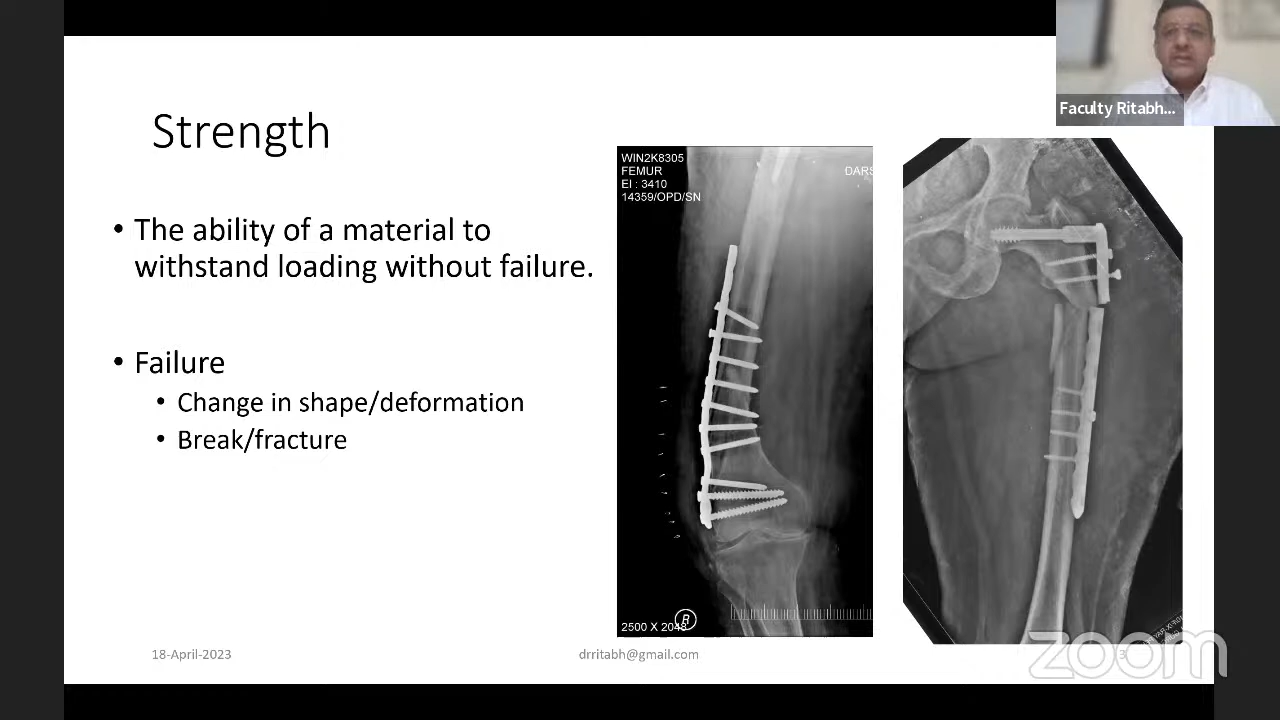 Faculty Ritabh...
Strength
• The ability of a material to
withstand loading without failure.
• Failure
• Change in shape/deformation
• Break/fracture
WIN2K8305
FEMUR
EI : 3410
14359/OPD/SN
DARS
R
2500 X 2048
18-April-2023
drritabh@gmail.com
zoom